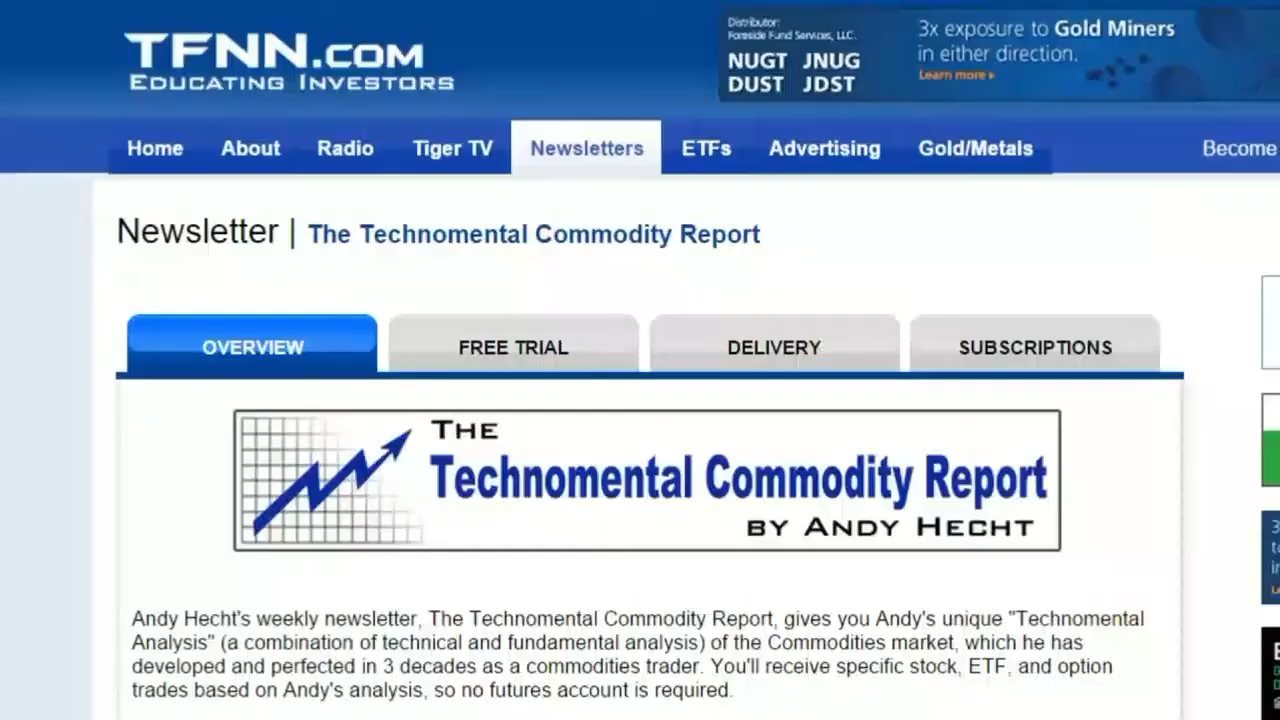 TFNN.COM
EDUCATING INVESTORS
Distributor:
Foreside Fund Services, LLC.
NUGT JNUG
DUST JDST
3x exposure to Gold Miners
in either direction.
Learn more
Home About Radio Tiger TV Newsletters ETFs Advertising Gold/Metals Become
Newsletter | The Technomental Commodity Report
OVERVIEW FREE TRIAL DELIVERY SUBSCRIPTIONS
THE
Technomental Commodity Report
BY ANDY HECHT
Andy Hecht's weekly newsletter, The Technomental Commodity Report, gives you Andy's unique "Technomental
Analysis" (a combination of technical and fundamental analysis) of the Commodities market, which he has
developed and perfected in 3 decades as a commodities trader. You'll receive specific stock, ETF, and option
trades based on Andy's analysis, so no futures account is required.